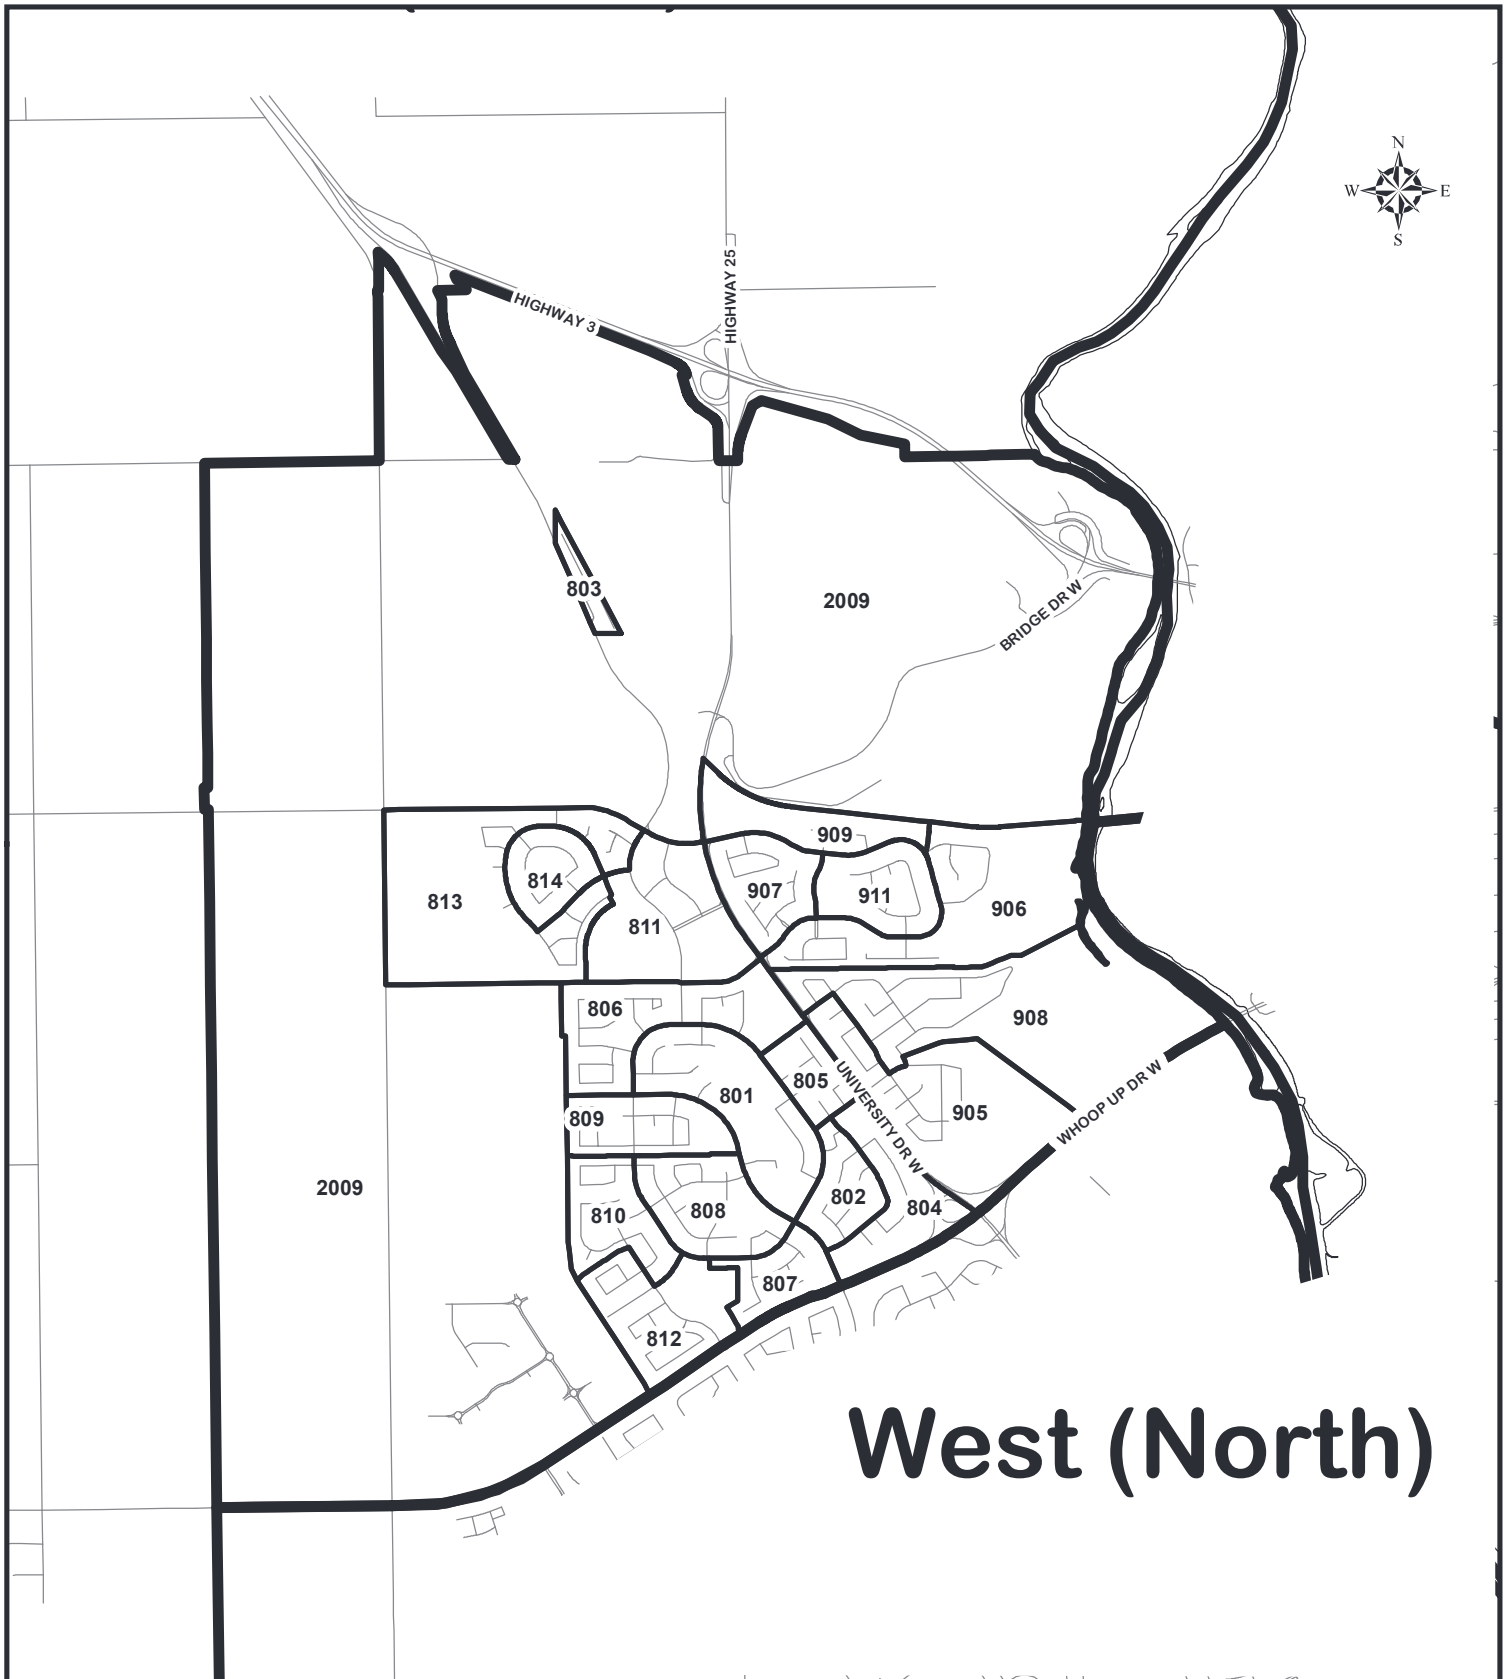 N
W
E
S
HIGHWAY 25
HIGHWAY 3
803
2009
BRIDGE DR W
909
814
907
911
813
906
811
806
908
805
UNIVERSITY DR W
801
WHOOP UP DR W
809
905
2009
802
808
804
810
807
812
West (North)